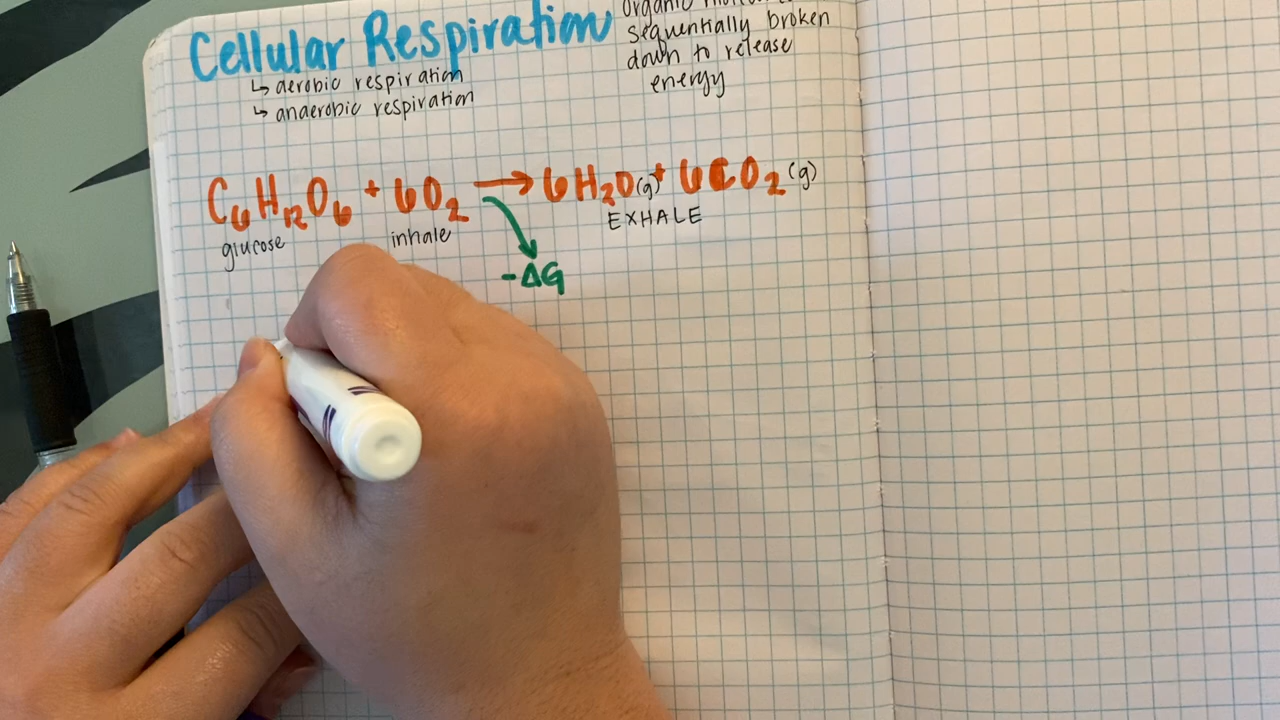 Cellular Respiration
↳ aerobic respiration
↳ anaerobic respiration
sequentially broken
down to release
energy
C6H12O6 + 6O2 → 6H2O(g) + 6CO2(g)
glucose
inhale
EXHALE
-ΔG